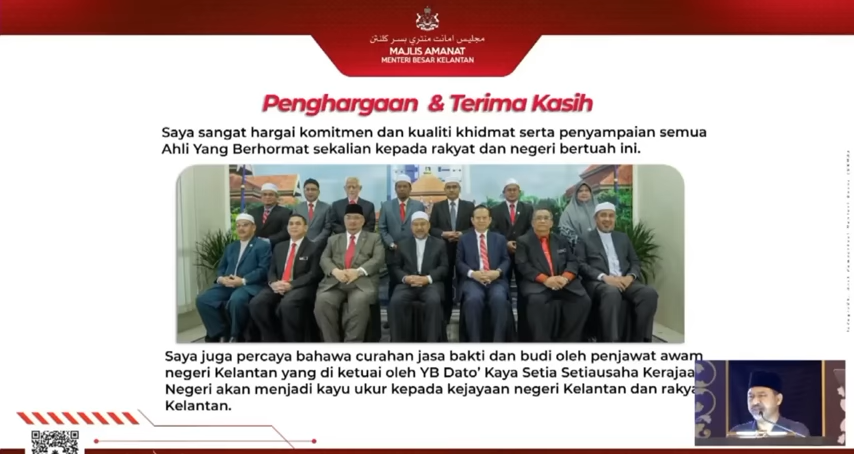 مجليس امانت منتري بسر كلنتن
MAJLIS AMANAT
MENTERI BESAR KELANTAN
Penghargaan & Terima Kasih
Saya sangat hargai komitmen dan kualiti khidmat serta penyampaian semua
Ahli Yang Berhormat sekalian kepada rakyat dan negeri bertuah ini.
Saya juga percaya bahawa curahan jasa bakti dan budi oleh penjawat awam
negeri Kelantan yang di ketuai oleh YB Dato' Kaya Setia Setiausaha Kerajaa
Negeri akan menjadi kayu ukur kepada kejayaan negeri Kelantan dan rakya
Kelantan.